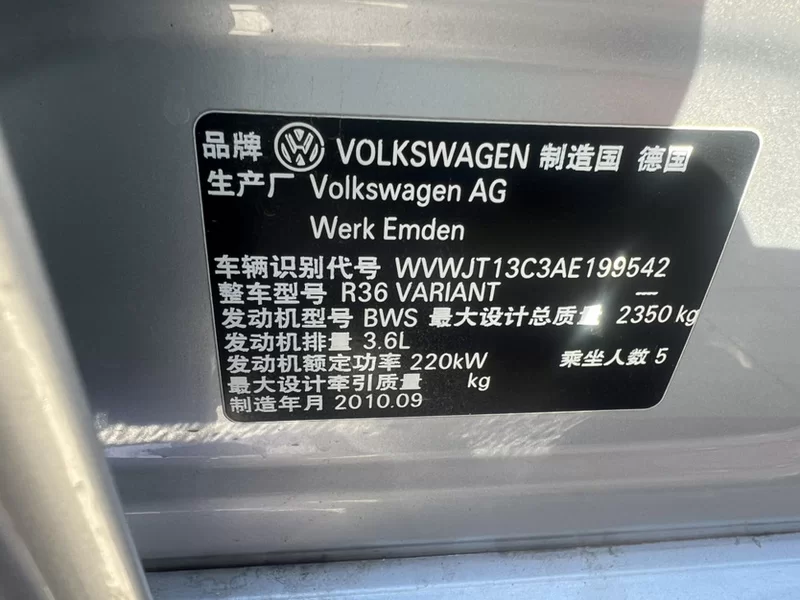 品牌 VOLKSWAGEN 制造国 德国
生产厂 Volkswagen AG
Werk Emden
车辆识别代号 WVWJT13C3AE199542
整车型号 R36 VARIANT —
发动机型号 BWS 最大设计总质量 2350 kg
发动机排量 3.6L
发动机额定功率 220kW 乘坐人数 5
最大设计牵引质量 kg
制造年月 2010.09